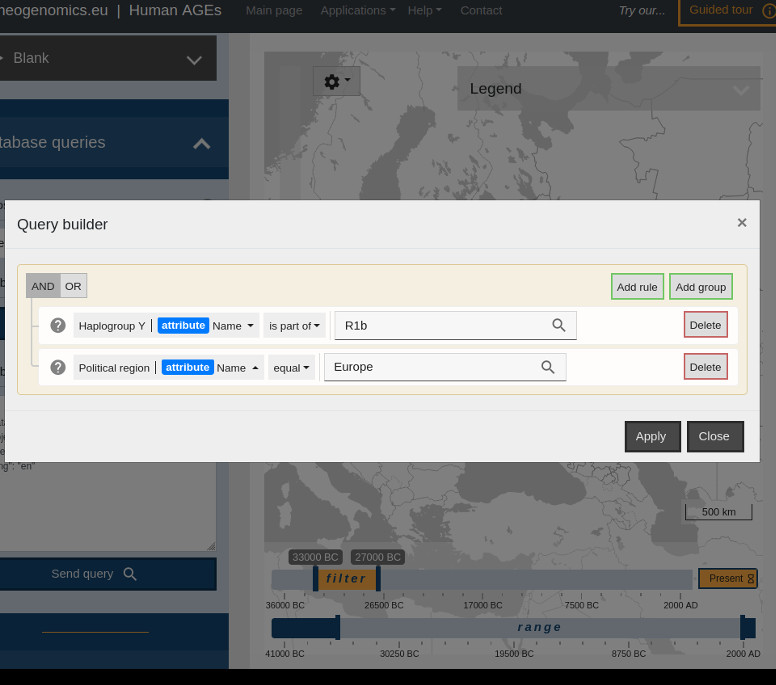 neogenomics.eu | Human AGEs Main page Applications Help Contact Try our... Guided tour
Blank
Legend
tabase queries
Query builder ×
AND OR Add rule Add group
? Haplogroup Y | attribute Name is part of R1b Delete
? Political region | attribute Name equal Europe Delete
Apply Close
ng": "en"
500 km
33000 BC 27000 BC
Send query
filter Present
36000 BC 26500 BC 17000 BC 7500 BC 2000 AD
range
41000 BC 30250 BC 19500 BC 8750 BC 2000 AD